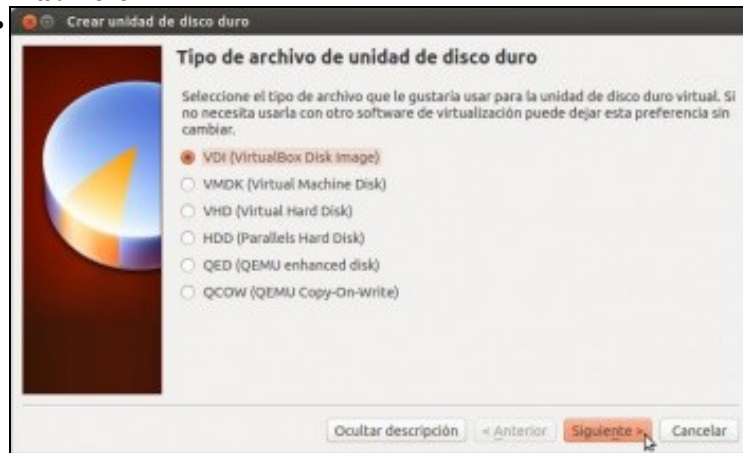 Crear unidad de disco duro
Tipo de archivo de unidad de disco duro
Seleccione el tipo de archivo que le gustaría usar para la unidad de disco duro virtual. Si
no necesita usarla con otro software de virtualización puede dejar esta preferencia sin
cambiar.
VDI (VirtualBox Disk Image)
VMDK (Virtual Machine Disk)
VHD (Virtual Hard Disk)
HDD (Parallels Hard Disk)
QED (QEMU enhanced disk)
QCOW (QEMU Copy-On-Write)
Ocultar descripción < Anterior Siguiente > Cancelar